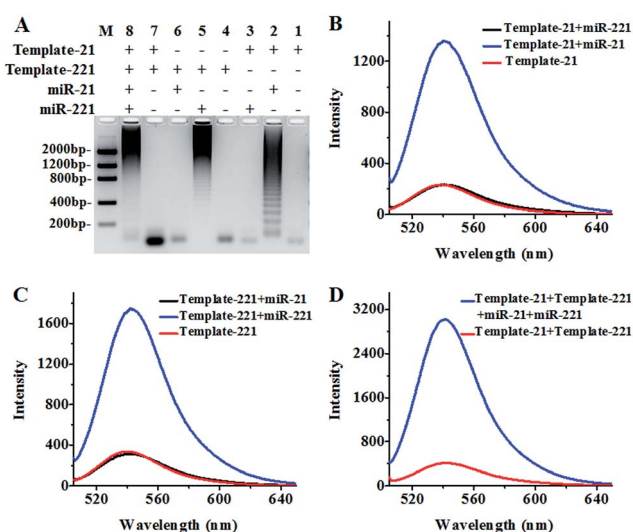 A
M 8 7 6 5 4 3 2 1
Template-21 + + - - - + + +
Template-221 + + + + + - - -
miR-21 + - + - - - + -
miR-221 + - - + - + - -
2000bp-
1200bp-
800bp-
400bp-
200bp-
B
Template-21+miR-221
Template-21+miR-21
Template-21
Intensity
1200
800
400
0
520 560 600 640
Wavelength (nm)
C
Template-221+miR-21
Template-221+miR-221
Template-221
Intensity
1600
1200
800
400
0
520 560 600 640
Wavelength (nm)
D
Template-21+Template-221
+miR-21+miR-221
Template-21+Template-221
Intensity
3200
2400
1600
800
0
520 560 600 640
Wavelength (nm)